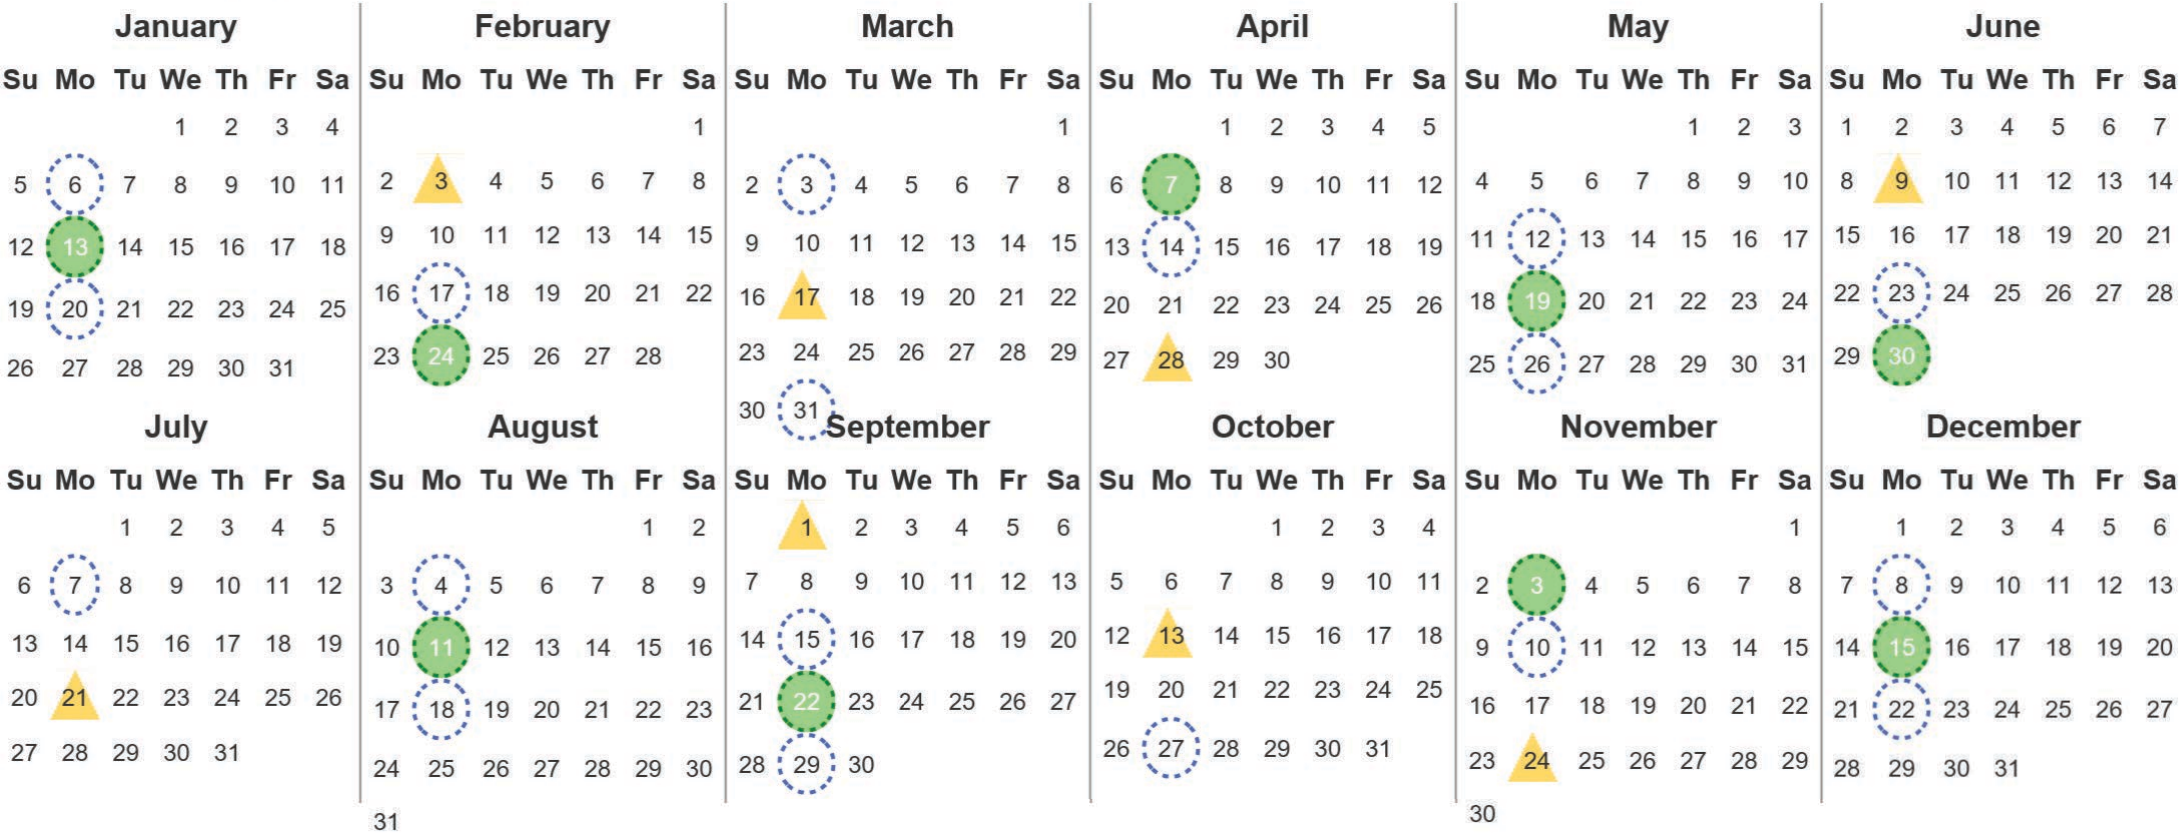 January
Su Mo Tu We Th Fr Sa
1 2 3 4
5 6 7 8 9 10 11
12 13 14 15 16 17 18
19 20 21 22 23 24 25
26 27 28 29 30 31
February
Su Mo Tu We Th Fr Sa
1
2 3 4 5 6 7 8
9 10 11 12 13 14 15
16 17 18 19 20 21 22
23 24 25 26 27 28
March
Su Mo Tu We Th Fr Sa
1
2 3 4 5 6 7 8
9 10 11 12 13 14 15
16 17 18 19 20 21 22
23 24 25 26 27 28 29
30 31
April
Su Mo Tu We Th Fr Sa
1 2 3 4 5
6 7 8 9 10 11 12
13 14 15 16 17 18 19
20 21 22 23 24 25 26
27 28 29 30
May
Su Mo Tu We Th Fr Sa
1 2 3
4 5 6 7 8 9 10
11 12 13 14 15 16 17
18 19 20 21 22 23 24
25 26 27 28 29 30 31
June
Su Mo Tu We Th Fr Sa
1 2 3 4 5 6 7
8 9 10 11 12 13 14
15 16 17 18 19 20 21
22 23 24 25 26 27 28
29 30
July
Su Mo Tu We Th Fr Sa
1 2 3 4 5
6 7 8 9 10 11 12
13 14 15 16 17 18 19
20 21 22 23 24 25 26
27 28 29 30 31
August
Su Mo Tu We Th Fr Sa
1 2
3 4 5 6 7 8 9
10 11 12 13 14 15 16
17 18 19 20 21 22 23
24 25 26 27 28 29 30
31
September
Su Mo Tu We Th Fr Sa
1 2 3 4 5 6
7 8 9 10 11 12 13
14 15 16 17 18 19 20
21 22 23 24 25 26 27
28 29 30
October
Su Mo Tu We Th Fr Sa
1 2 3 4
5 6 7 8 9 10 11
12 13 14 15 16 17 18
19 20 21 22 23 24 25
26 27 28 29 30 31
November
Su Mo Tu We Th Fr Sa
1
2 3 4 5 6 7 8
9 10 11 12 13 14 15
16 17 18 19 20 21 22
23 24 25 26 27 28 29
30
December
Su Mo Tu We Th Fr Sa
1 2 3 4 5 6
7 8 9 10 11 12 13
14 15 16 17 18 19 20
21 22 23 24 25 26 27
28 29 30 31